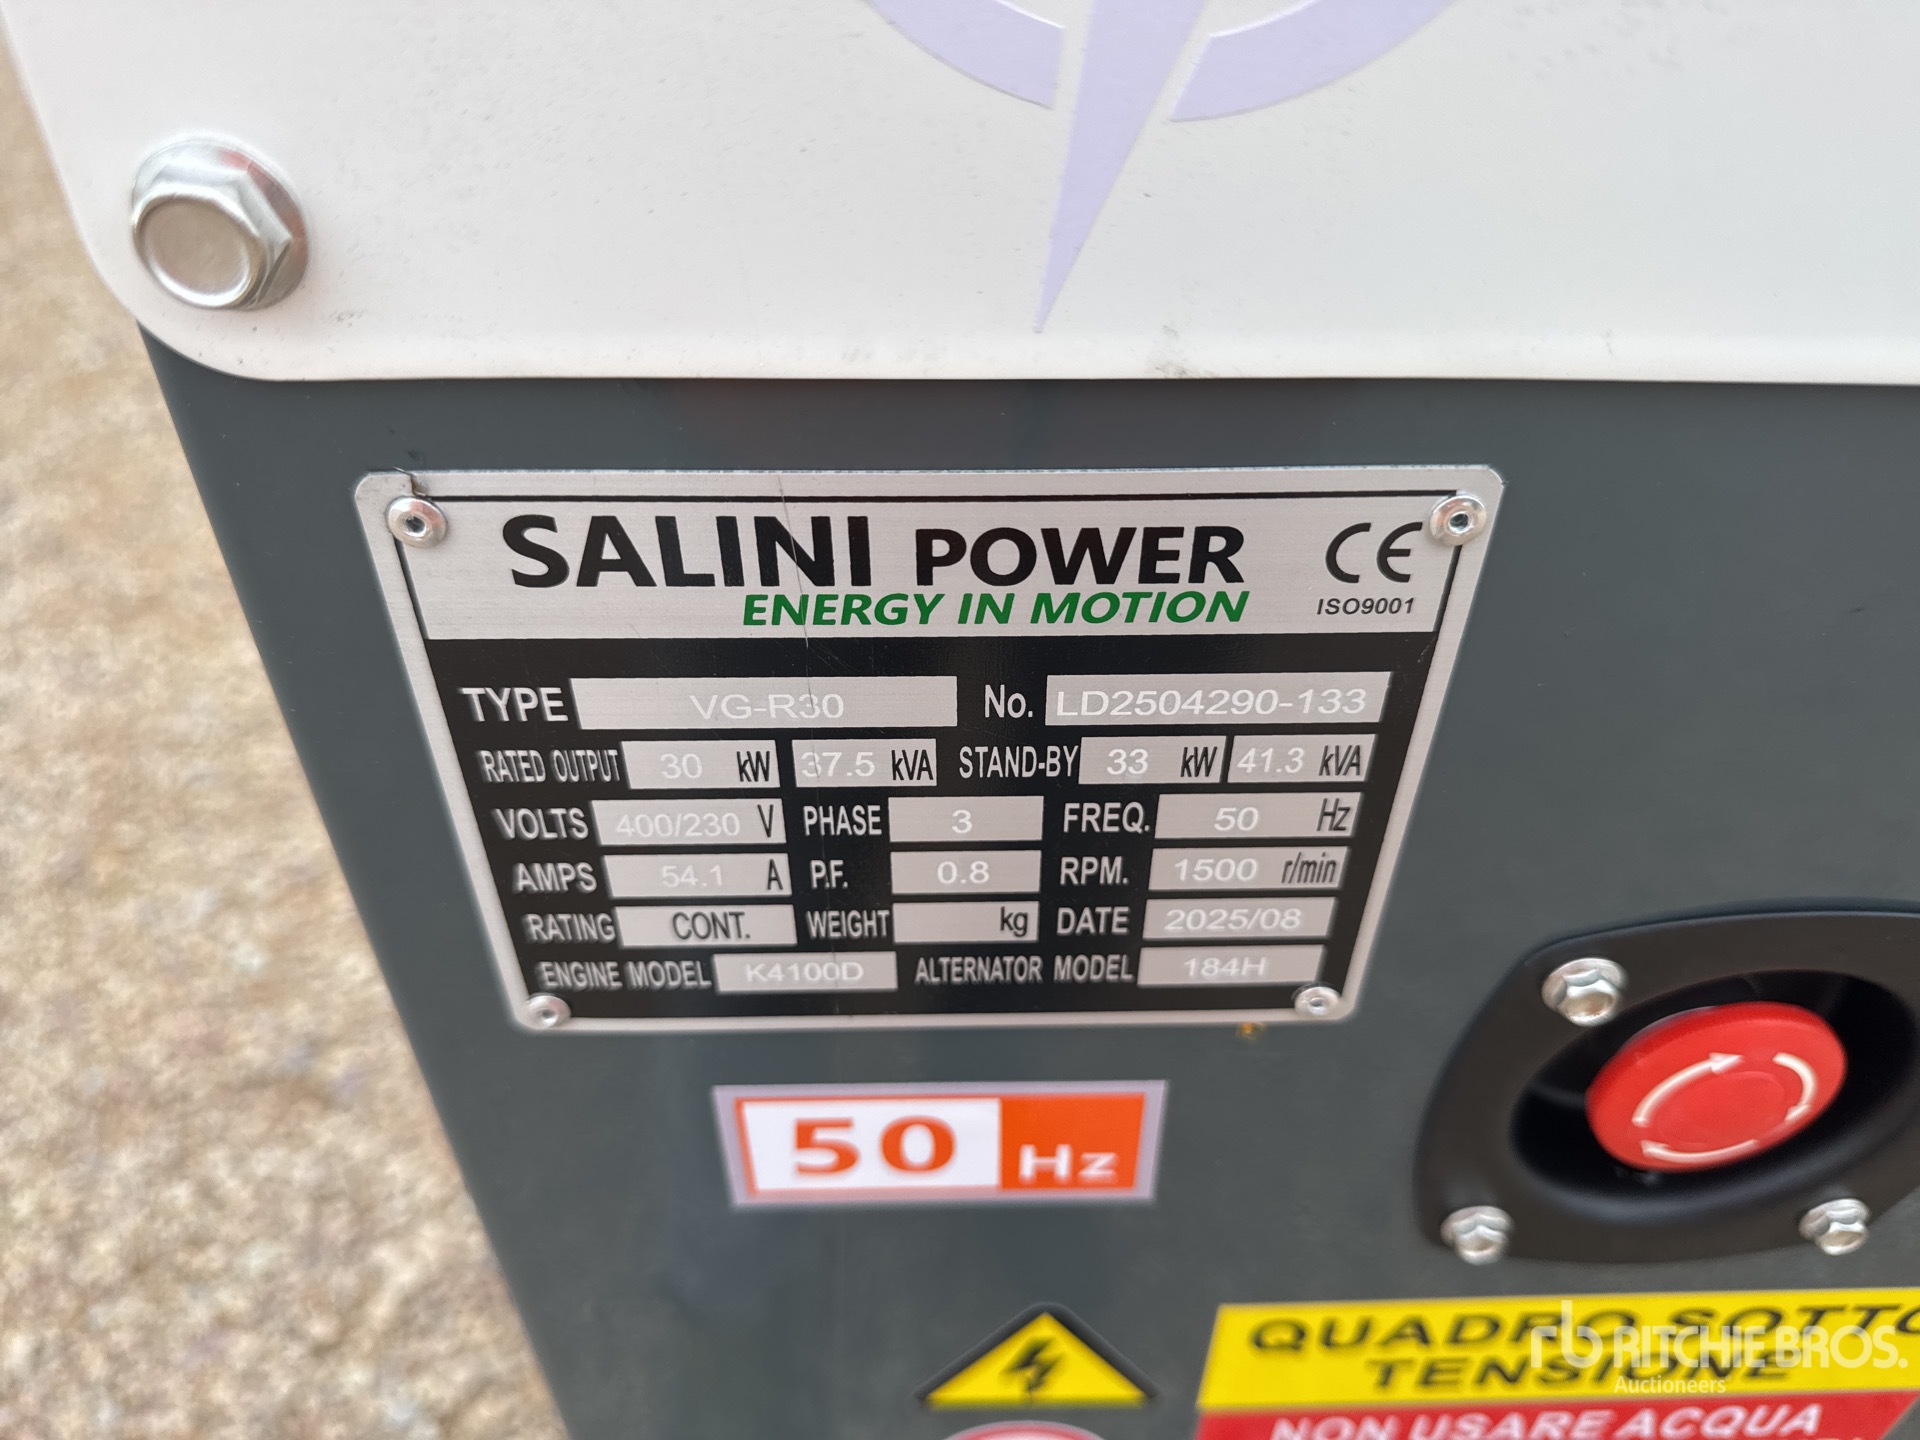 SALINI POWER CE
ENERGY IN MOTION ISO9001
TYPE VG-R30 No. LD2504290-133
RATED OUTPUT 30 kW 37.5 kVA STAND-BY 33 kW 41.3 kVA
VOLTS 400/230 V PHASE 3 FREQ. 50 Hz
AMPS 54.1 A P.F. 0.8 RPM. 1500 r/min
RATING CONT. WEIGHT kg DATE 2025/08
ENGINE MODEL K4100D ALTERNATOR MODEL 184H
50 Hz
QUADRO SOTTO
TENSIONE
NON USARE ACQUA
rb RITCHIE BROS.
Auctioneers